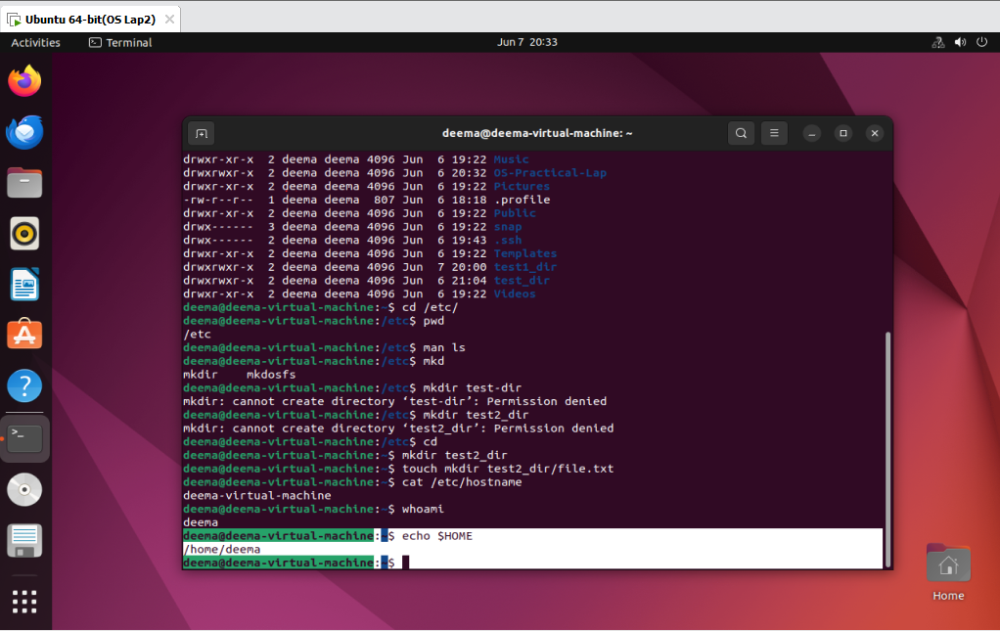 Ubuntu 64-bit(OS Lap2)
Activities Terminal Jun 7 20:33
deema@deema-virtual-machine: ~
drwxr-xr-x 2 deema deema 4096 Jun 6 19:22 Music
drwxrwxr-x 2 deema deema 4096 Jun 6 20:32 OS-Practical-Lap
drwxr-xr-x 2 deema deema 4096 Jun 6 19:22 Pictures
-rw-r--r-- 1 deema deema 807 Jun 6 18:18 .profile
drwxr-xr-x 2 deema deema 4096 Jun 6 19:22 Public
drwx------ 3 deema deema 4096 Jun 6 19:22 snap
drwx------ 2 deema deema 4096 Jun 6 19:43 .ssh
drwxr-xr-x 2 deema deema 4096 Jun 6 19:22 Templates
drwxrwxr-x 2 deema deema 4096 Jun 7 20:00 test1_dir
drwxrwxr-x 2 deema deema 4096 Jun 6 21:04 test_dir
drwxr-xr-x 2 deema deema 4096 Jun 6 19:22 Videos
deema@deema-virtual-machine:~$ cd /etc/
deema@deema-virtual-machine:/etc$ pwd
/etc
deema@deema-virtual-machine:/etc$ man ls
deema@deema-virtual-machine:/etc$ mkd
mkdir mkdosfs
deema@deema-virtual-machine:/etc$ mkdir test-dir
mkdir: cannot create directory ‘test-dir’: Permission denied
deema@deema-virtual-machine:/etc$ mkdir test2_dir
mkdir: cannot create directory ‘test2_dir’: Permission denied
deema@deema-virtual-machine:/etc$ cd
deema@deema-virtual-machine:~$ mkdir test2_dir
deema@deema-virtual-machine:~$ touch mkdir test2_dir/file.txt
deema@deema-virtual-machine:~$ cat /etc/hostname
deema-virtual-machine
deema@deema-virtual-machine:~$ whoami
deema
deema@deema-virtual-machine:~$ echo $HOME
/home/deema
deema@deema-virtual-machine:~$
Home